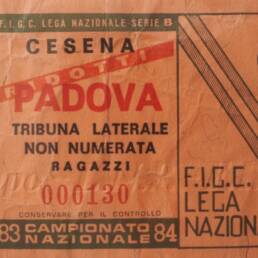 F.I.G.C. LEGA NAZIONALE SERIE B
CESENA
RIDOTTI
PADOVA
TRIBUNA LATERALE
NON NUMERATA
RAGAZZI
000130
CONSERVARE PER IL CONTROLLO
83 CAMPIONATO NAZIONALE 84
F.I.G.C.
LEGA
NAZION